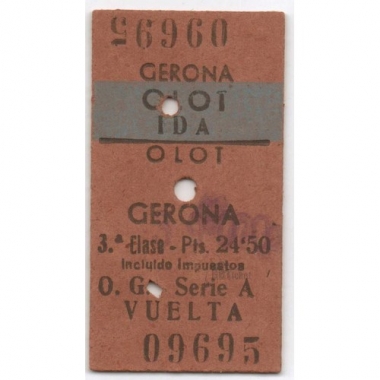 09695
GERONA
OLOT
IDA
OLOT
GERONA
3.ª Clase - Pts. 24'50
Incluido Impuestos
O. G. Serie A
VUELTA
09695